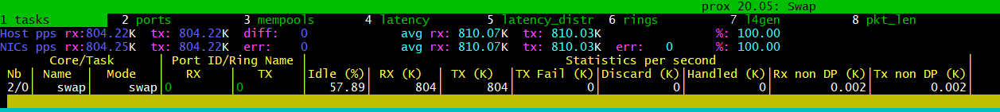 prox 20.05: Swap
1 tasks 2 ports 3 mempools 4 latency 5 latency_distr 6 rings 7 l4gen 8 pkt_len
Host pps rx:804.22K tx: 804.22K diff: 0 avg rx: 810.07K tx: 810.03K %: 100.00
NICs pps rx:804.25K tx: 804.22K err: 0 avg rx: 810.07K tx: 810.03K err: 0 %: 100.00
Core/Task | Port ID/Ring Name | Statistics per second |
Nb | Name | Mode | RX | TX |Idle (%)| RX (K) | TX (K) |TX Fail (K)|Discard (K)|Handled (K)|Rx non DP (K)|Tx non DP (K)|
2/0| swap| swap|0 |0 | 57.89| 804| 804| 0| 0| 0| 0.002| 0.002|